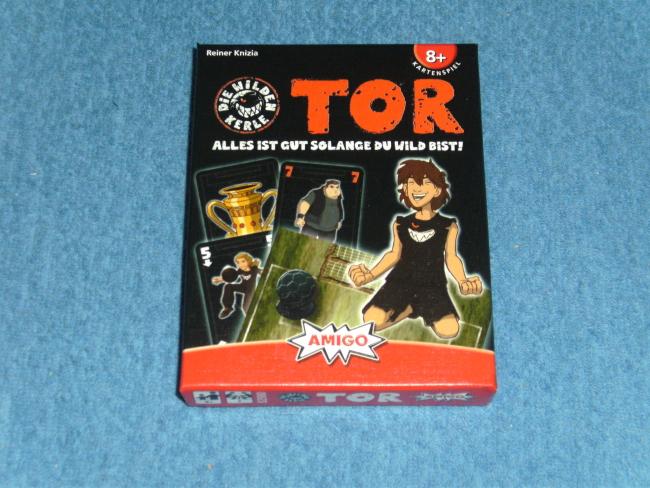 Reiner Knizia
8+
KARTENSPIEL
DIE WILDEN
KERLE
TOR
ALLES IST GUT SOLANGE DU WILD BIST!
7 7
5
AMIGO
TOR